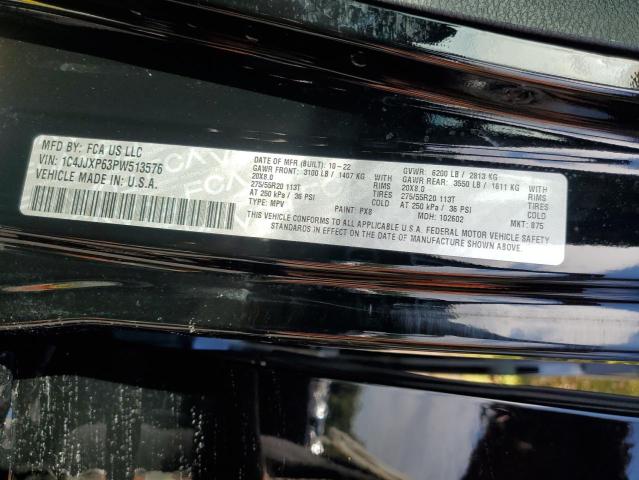 MFD BY: FCA US LLC
VIN: 1C4JJXP63PW513576
VEHICLE MADE IN U.S.A.
DATE OF MFR (BUILT): 10-22
GAWR FRONT: 3100 LB / 1407 KG WITH
20X8.0 RIMS
275/55R20 113T TIRES
AT 250 kPa / 36 PSI COLD
TYPE: MPV PAINT: PX8
GVWR: 6200 LB / 2813 KG
GAWR REAR: 3550 LB / 1611 KG WITH
20X8.0 RIMS
275/55R20 113T TIRES
AT 250 kPa / 36 PSI COLD
MDH: 102602 MKT: 875
THIS VEHICLE CONFORMS TO ALL APPLICABLE U.S.A. FEDERAL MOTOR VEHICLE SAFETY
STANDARDS IN EFFECT ON THE DATE OF MANUFACTURE SHOWN ABOVE.